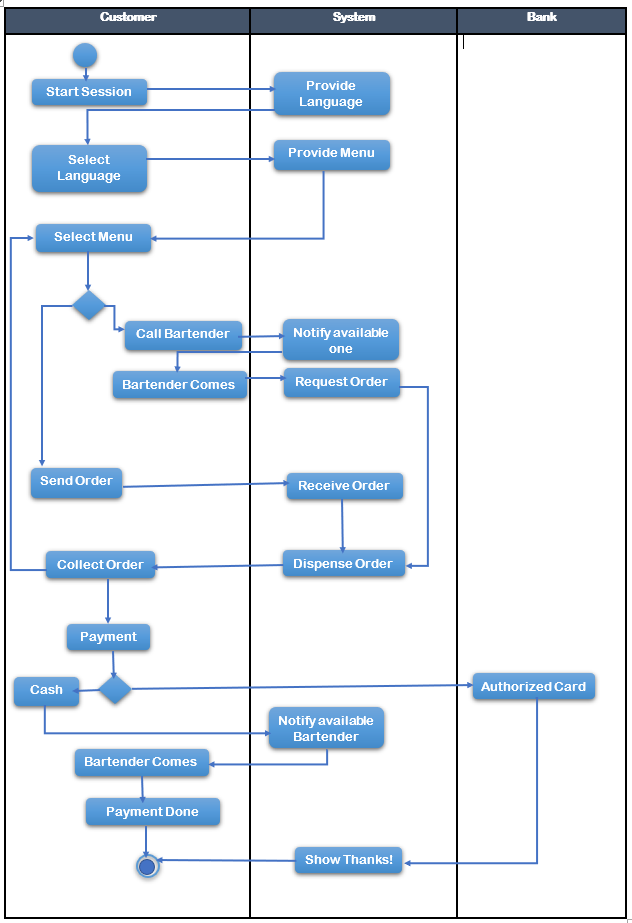 Customer
System
Bank
Start Session
Provide
Language
Select
Language
Provide Menu
Select Menu
Call Bartender
Notify available
one
Bartender Comes
Request Order
Send Order
Receive Order
Collect Order
Dispense Order
Payment
Cash
Authorized Card
Notify available
Bartender
Bartender Comes
Payment Done
Show Thanks!